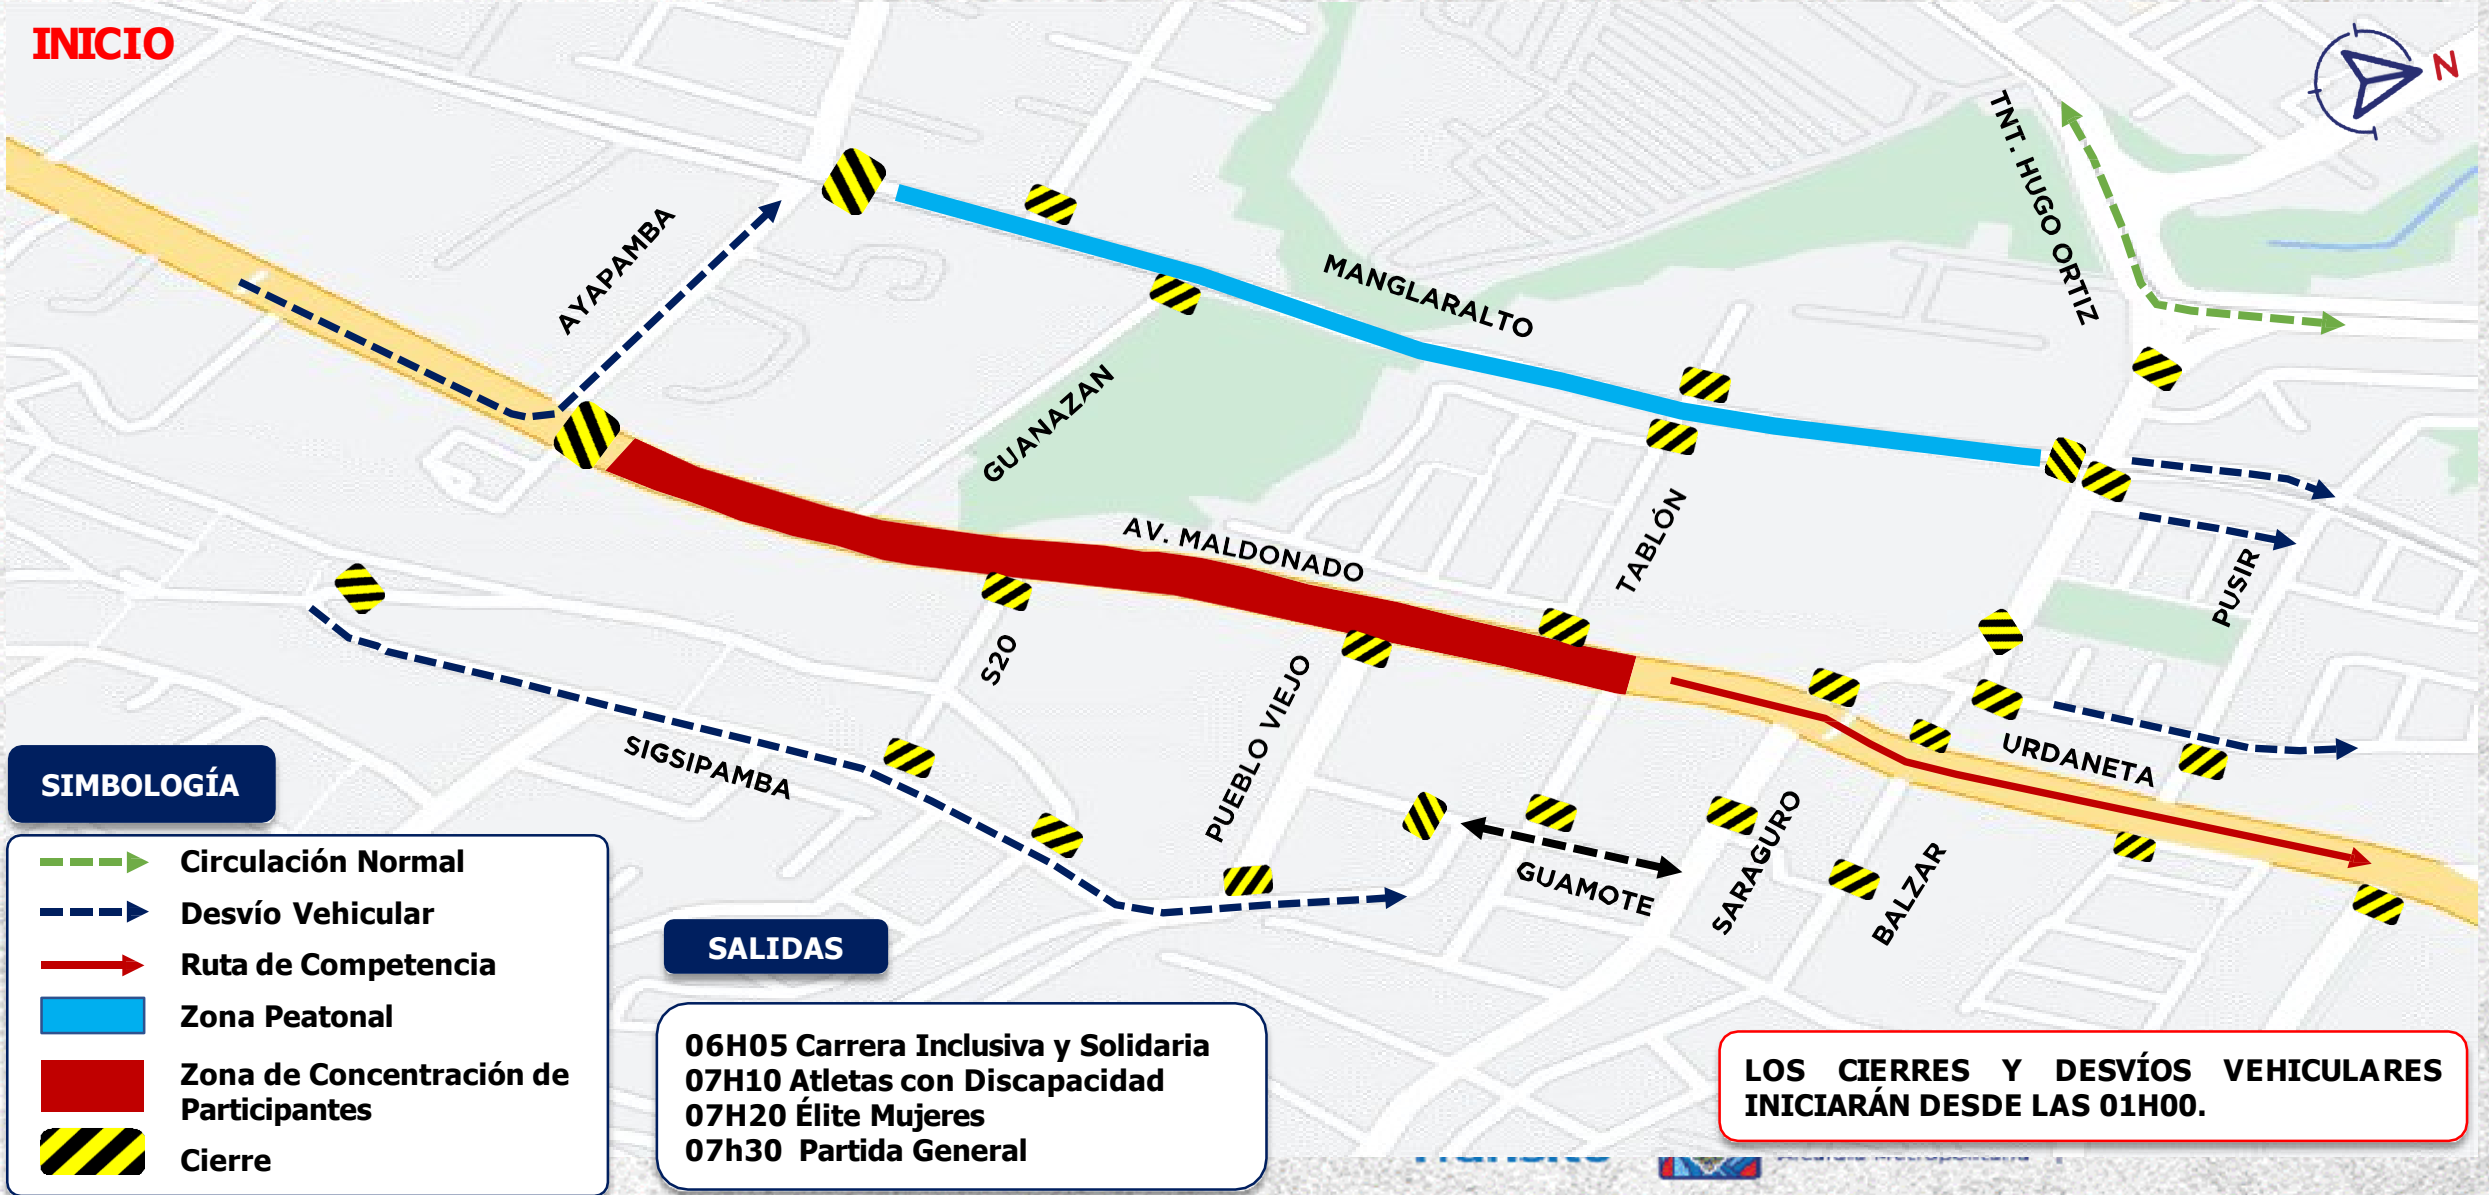 INICIO
N
TNT. HUGO ORTIZ
AYAPAMBA
MANGLARALTO
GUANAZAN
AV. MALDONADO
TABLÓN
PUSIR
S20
PUEBLO VIEJO
SIGSIPAMBA
URDANETA
GUAMOTE
SARAGURO
BALZAR
SIMBOLOGÍA
Circulación Normal
Desvío Vehicular
Ruta de Competencia
Zona Peatonal
Zona de Concentración de
Participantes
Cierre
SALIDAS
06H05 Carrera Inclusiva y Solidaria
07H10 Atletas con Discapacidad
07H20 Élite Mujeres
07h30 Partida General
LOS CIERRES Y DESVÍOS VEHICULARES
INICIARÁN DESDE LAS 01H00.